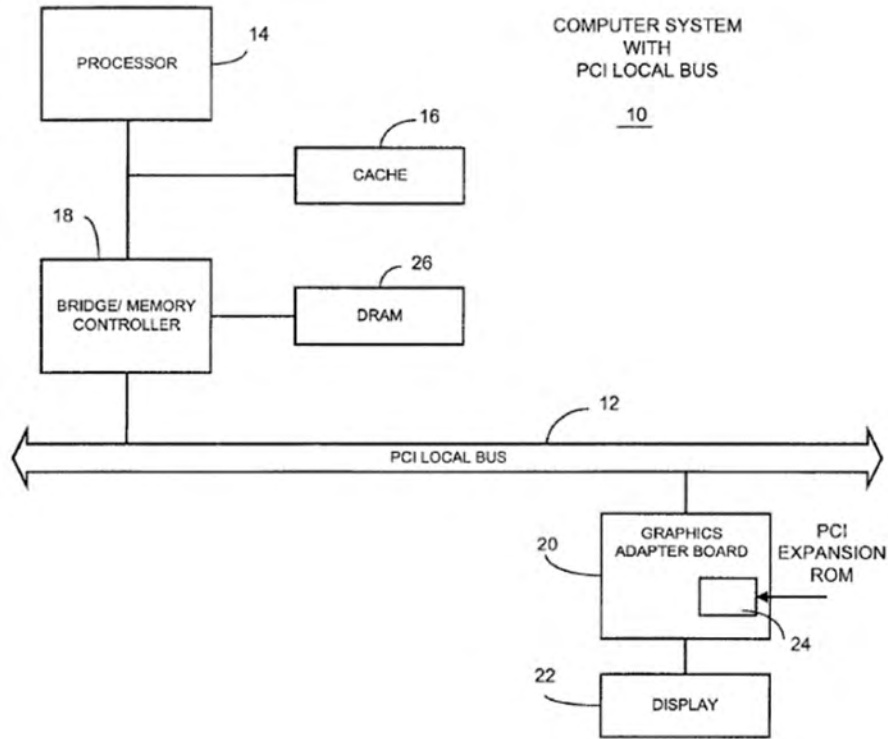 COMPUTER SYSTEM
WITH
PCI LOCAL BUS
10
14
PROCESSOR
16
CACHE
18
BRIDGE/ MEMORY
CONTROLLER
26
DRAM
12
PCI LOCAL BUS
20
GRAPHICS
ADAPTER BOARD
PCI
EXPANSION
ROM
24
22
DISPLAY